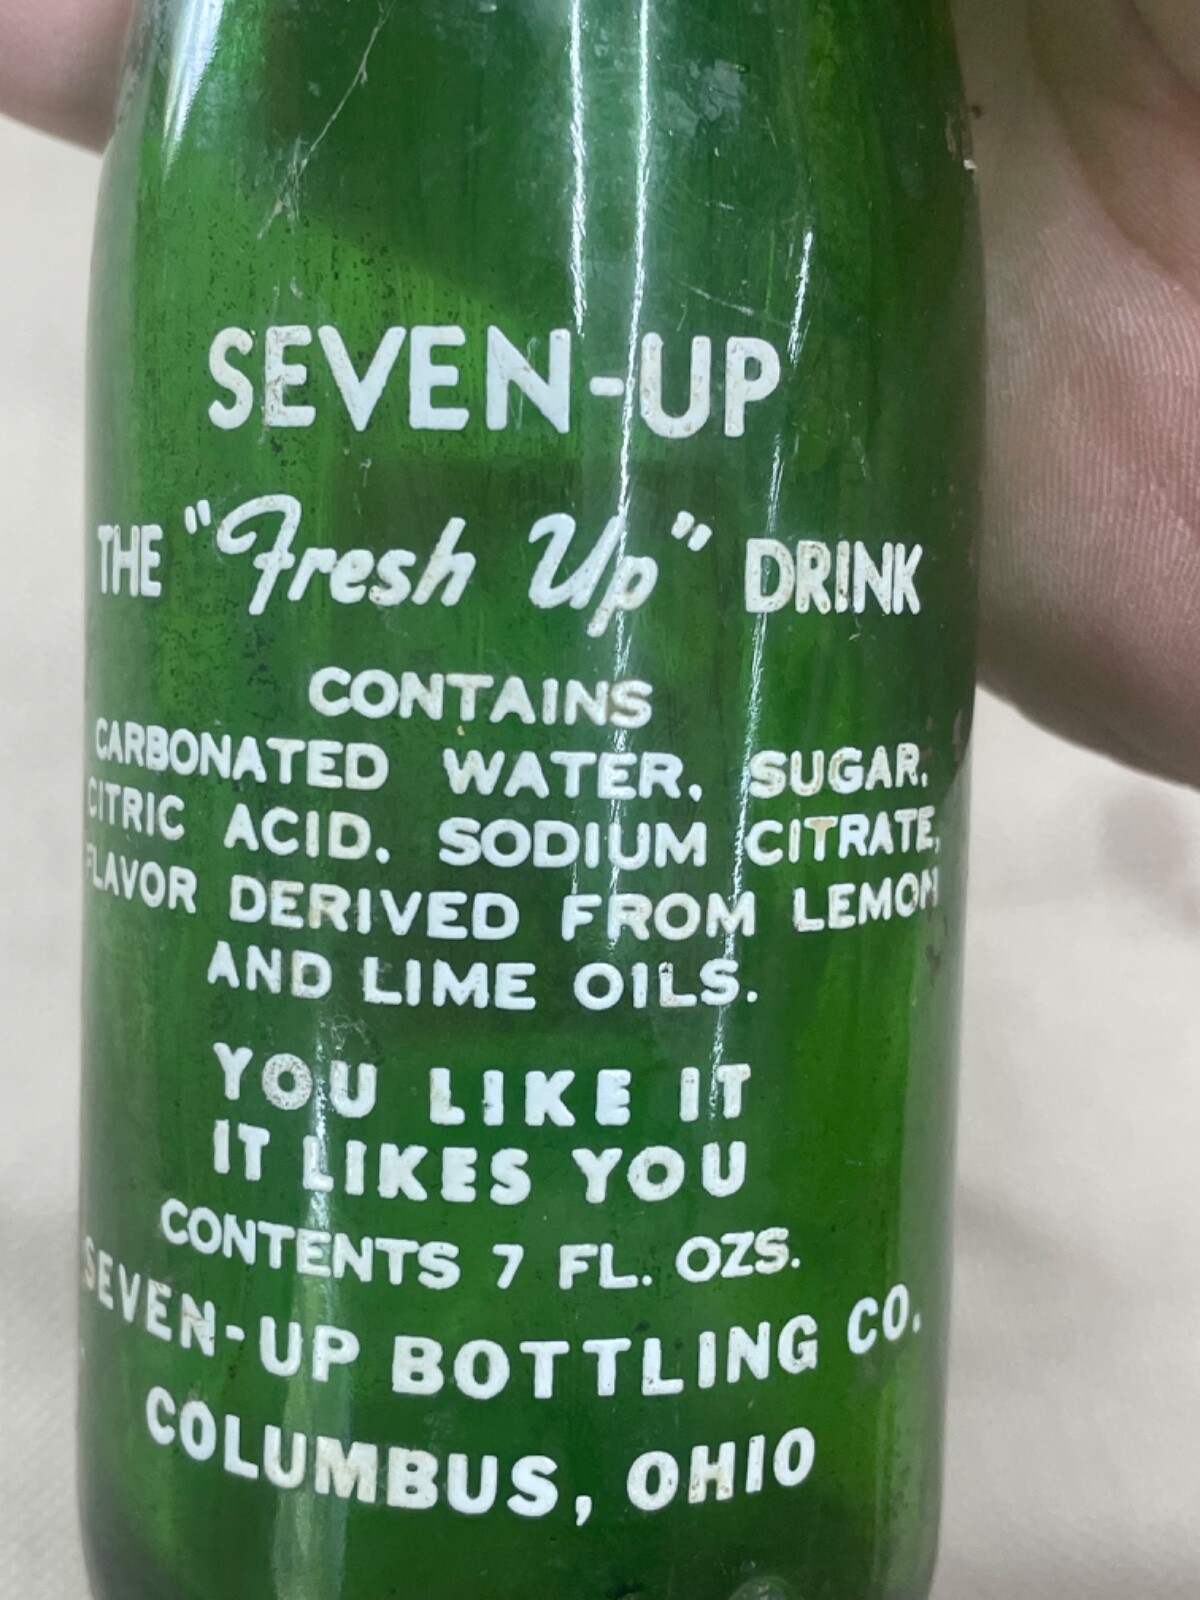 SEVEN-UP
THE "Fresh Up" DRINK
CONTAINS
CARBONATED WATER, SUGAR,
CITRIC ACID, SODIUM CITRATE,
FLAVOR DERIVED FROM LEMON
AND LIME OILS.
YOU LIKE IT
IT LIKES YOU
CONTENTS 7 FL. OZS.
SEVEN-UP BOTTLING CO.
COLUMBUS, OHIO